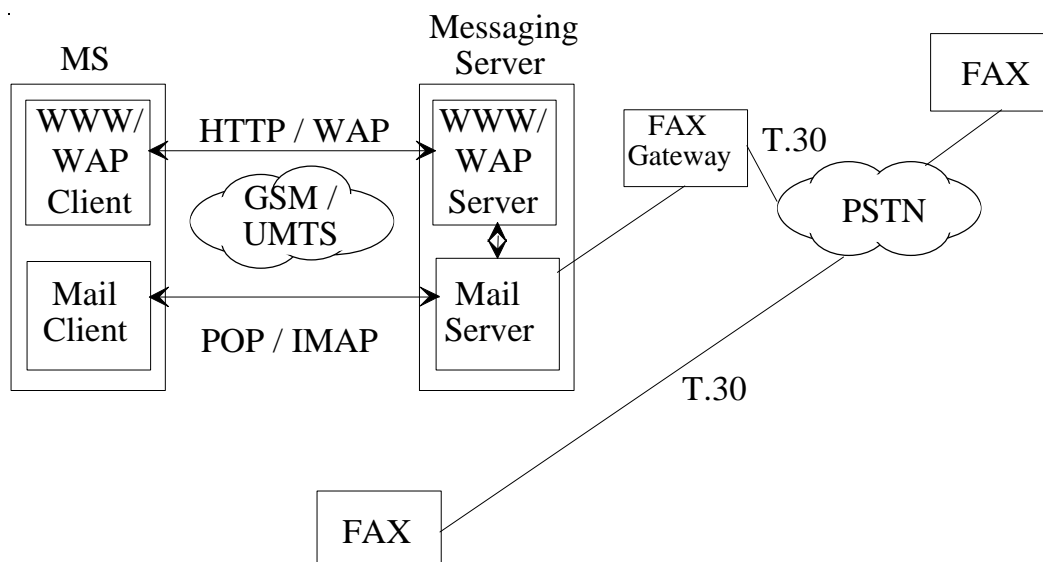 MS
WWW/
WAP
Client
Mail
Client
HTTP / WAP
GSM /
UMTS
POP / IMAP
Messaging
Server
WWW/
WAP
Server
Mail
Server
FAX
Gateway
T.30
FAX
PSTN
T.30
FAX